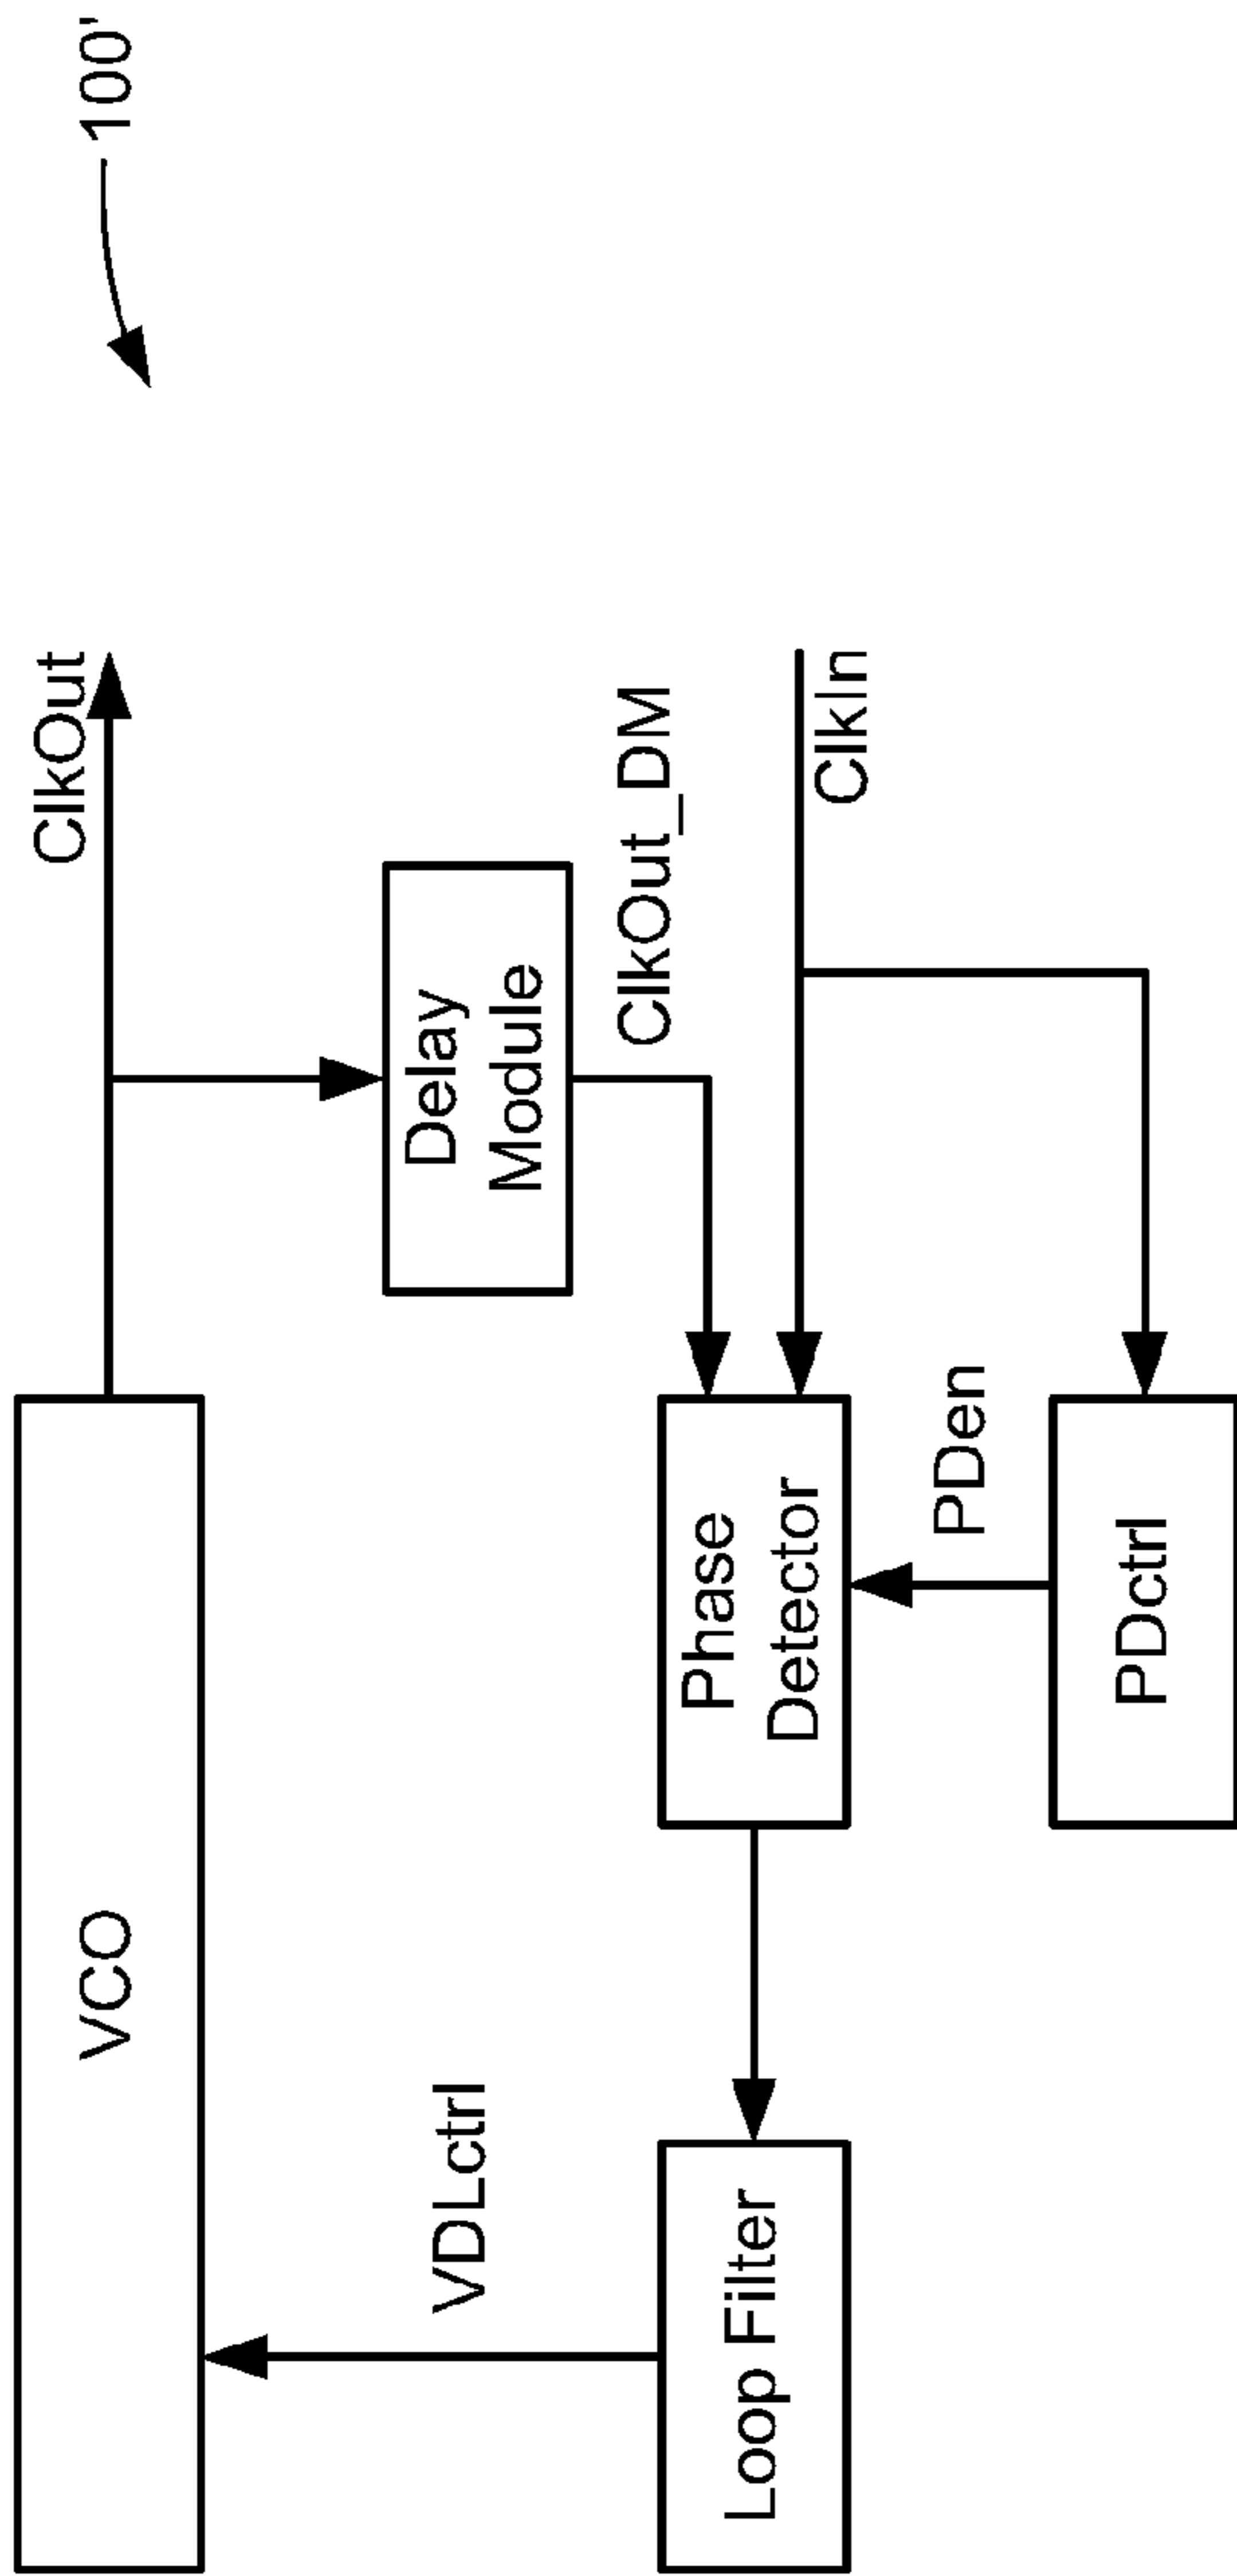 100'
VCO
ClkOut
VDLctrl
Delay
Module
ClkOut_DM
Loop Filter
Phase
Detector
ClkIn
PDen
PDctrl